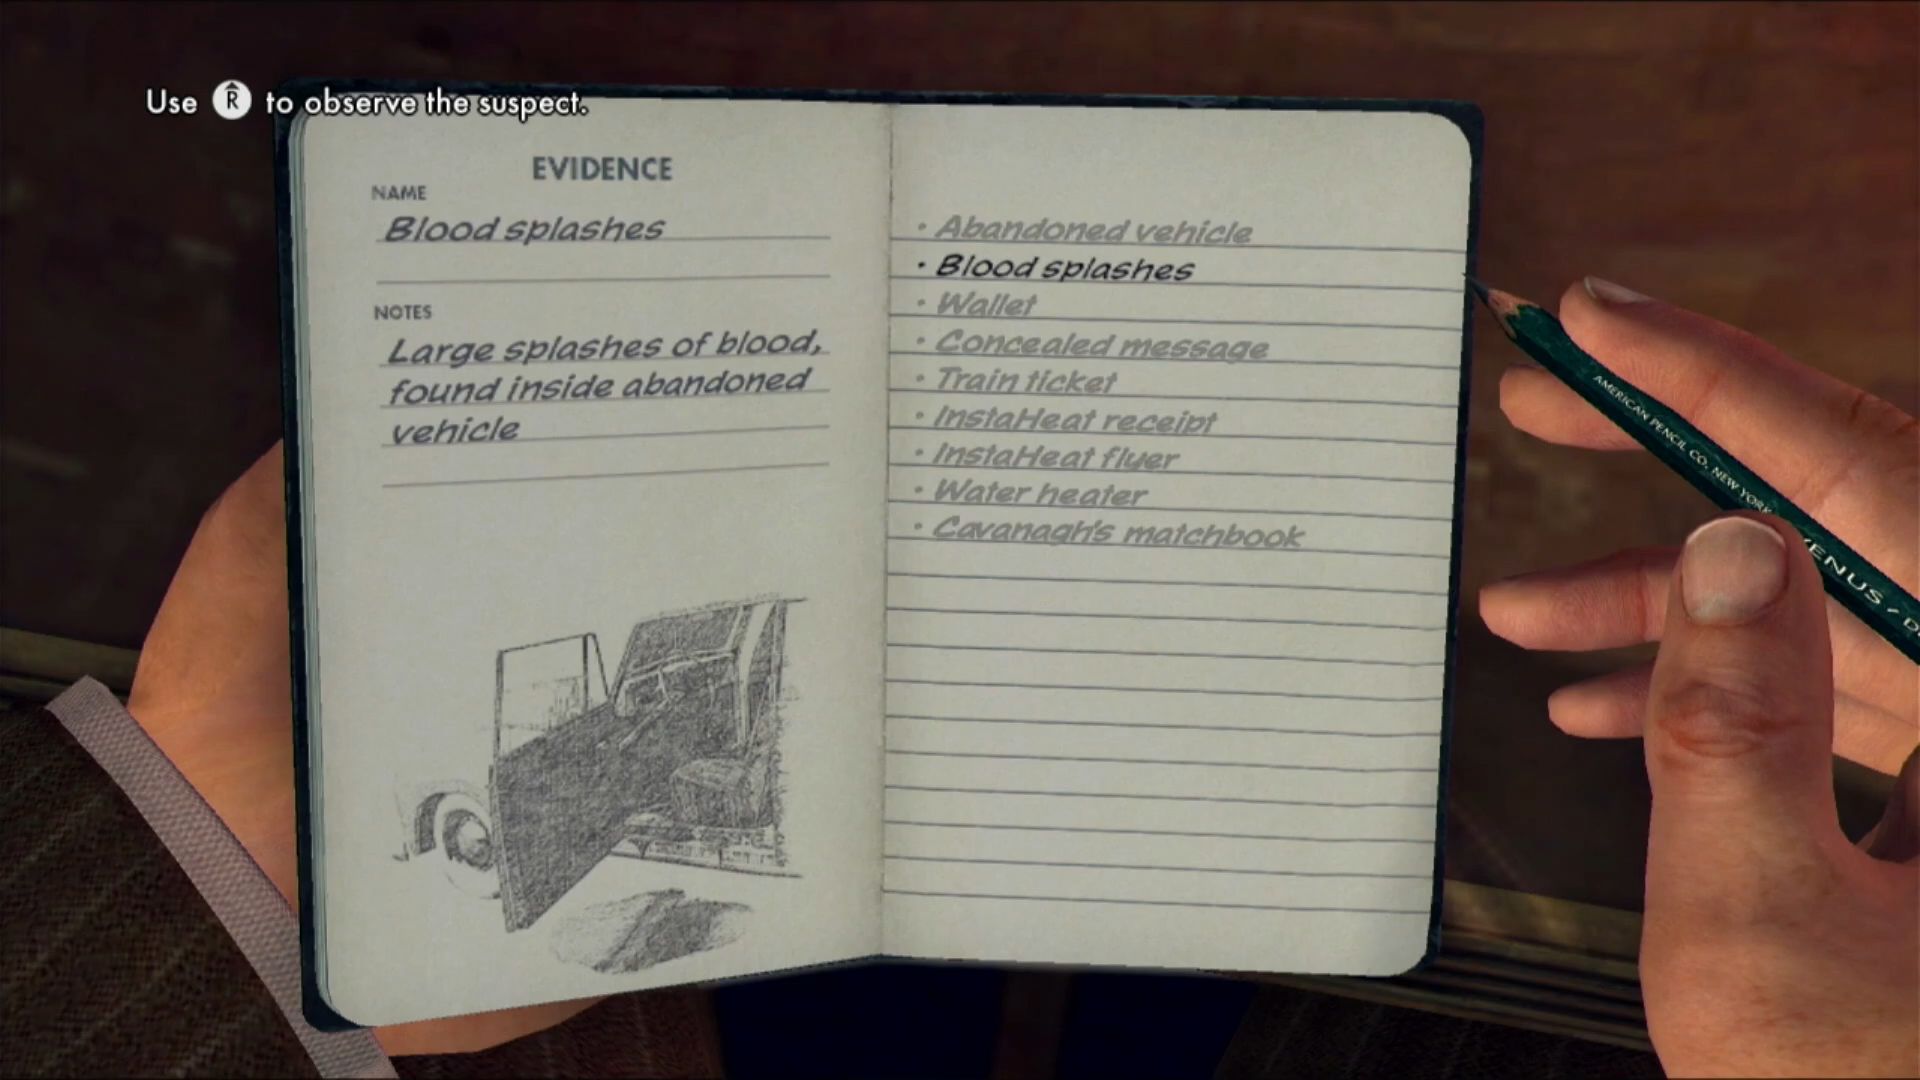 Use R to observe the suspect.
EVIDENCE
NAME
Blood splashes
NOTES
Large splashes of blood,
found inside abandoned
vehicle
• Abandoned vehicle
• Blood splashes
• Wallet
• Concealed message
• Train ticket
• InstaHeat receipt
• InstaHeat flyer
• Water heater
• Cavanagh's matchbook
AMERICAN PENCIL CO. NEW YORK
VENUS